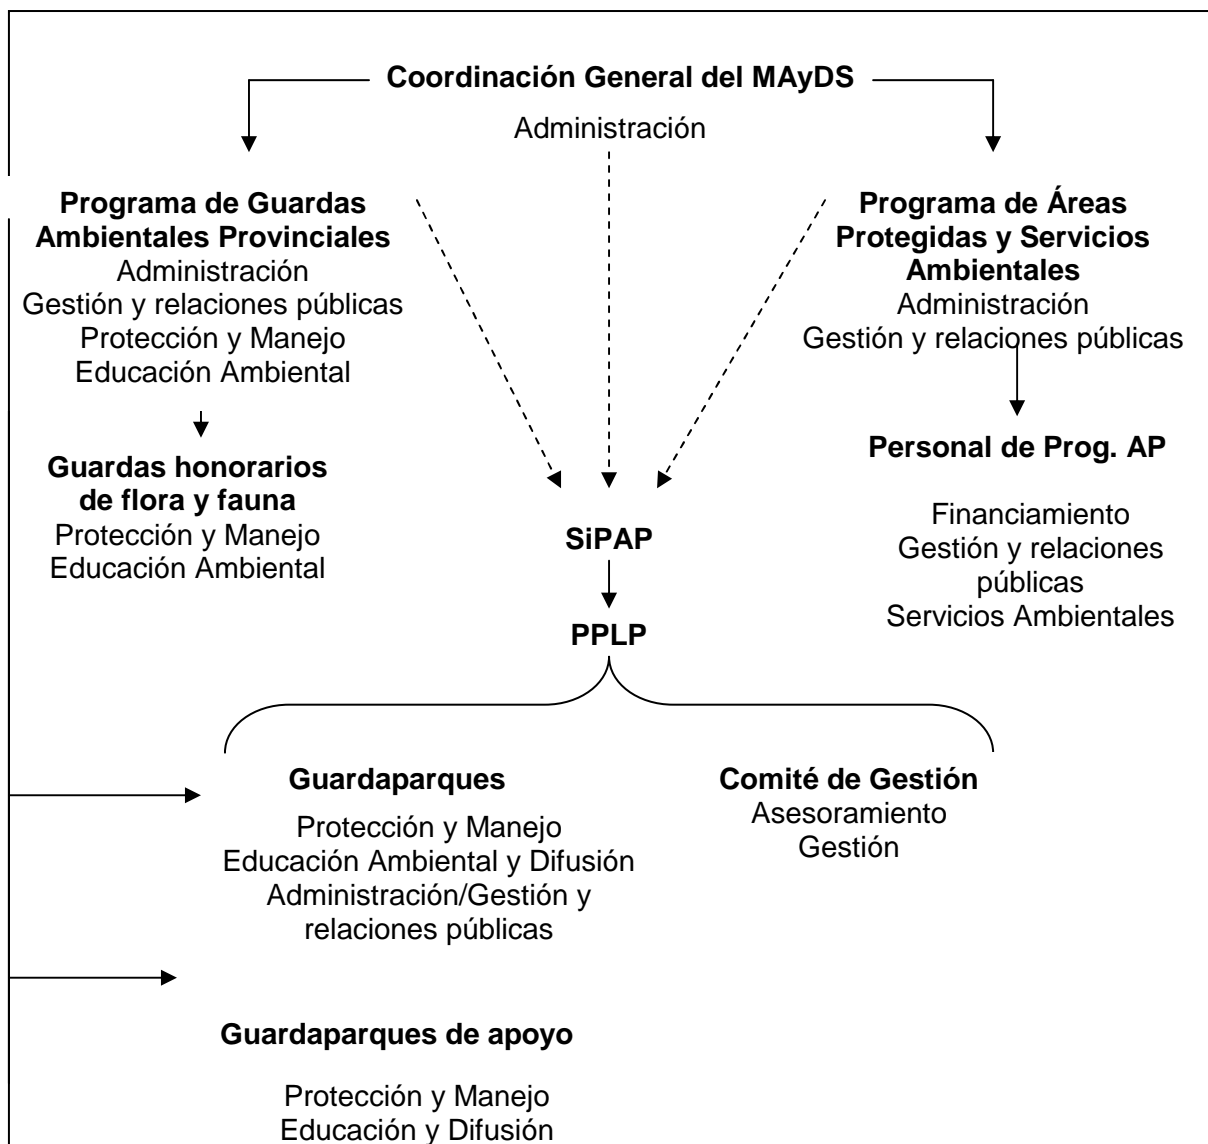 Coordinación General del MAyDS
Administración
Programa de Guardas
Ambientales Provinciales
Administración
Gestión y relaciones públicas
Protección y Manejo
Educación Ambiental
Guardas honorarios
de flora y fauna
Protección y Manejo
Educación Ambiental
Programa de Áreas
Protegidas y Servicios
Ambientales
Administración
Gestión y relaciones públicas
Personal de Prog. AP
Financiamiento
Gestión y relaciones
públicas
Servicios Ambientales
SiPAP
PPLP
Guardaparques
Protección y Manejo
Educación Ambiental y Difusión
Administración/Gestión y
relaciones públicas
Comité de Gestión
Asesoramiento
Gestión
Guardaparques de apoyo
Protección y Manejo
Educación y Difusión